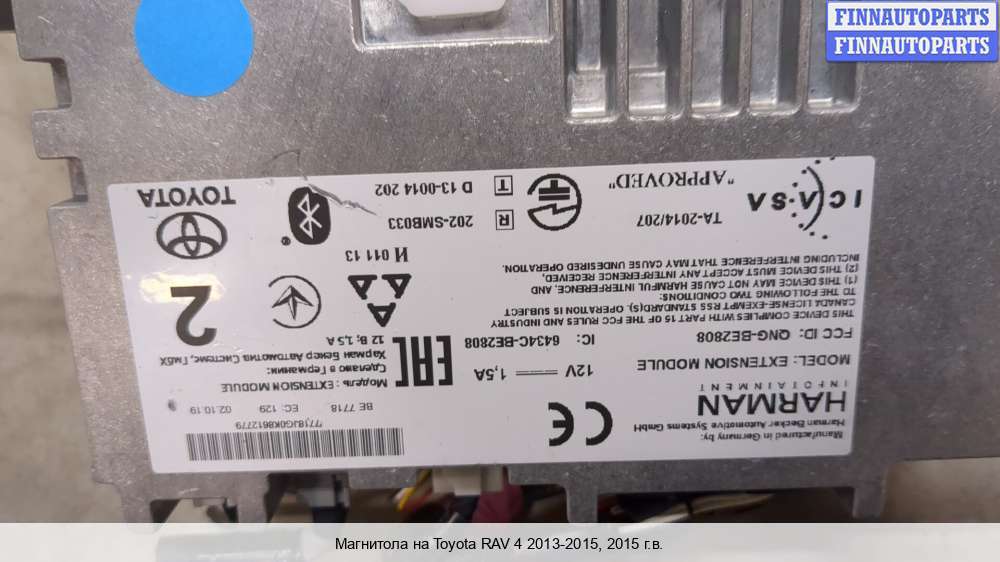 FINNAUTOPARTS
FINNAUTOPARTS
Manufactured in Germany by:
Harman Becker Automotive Systems GmbH
HARMAN
INFOTAINMENT
MODEL: EXTENSION MODULE
FCC ID: QNG-BE2808
IC: 6434C-BE2808
12V 1,5A
CE
THIS DEVICE COMPLIES WITH PART 15 OF THE FCC RULES AND INDUSTRY
CANADA LICENSE-EXEMPT RSS STANDARD(S). OPERATION IS SUBJECT
TO THE FOLLOWING TWO CONDITIONS:
(1) THIS DEVICE MAY NOT CAUSE HARMFUL INTERFERENCE, AND
(2) THIS DEVICE MUST ACCEPT ANY INTERFERENCE RECEIVED,
INCLUDING INTERFERENCE THAT MAY CAUSE UNDESIRED OPERATION.
ICASA
TA-2014/207
"APPROVED"
R 202-SMB033
T D 13-0014 202
BE 7718
EC: 129
02.10.19
EAC
Модель: EXTENSION MODULE
Сделано в Германии:
Харман Бекер Аутомотив Системс, ГмбХ
12 В; 1,5 А
AAA
И 011 13
2
TOYOTA
Магнитола на Toyota RAV 4 2013-2015, 2015 г.в.